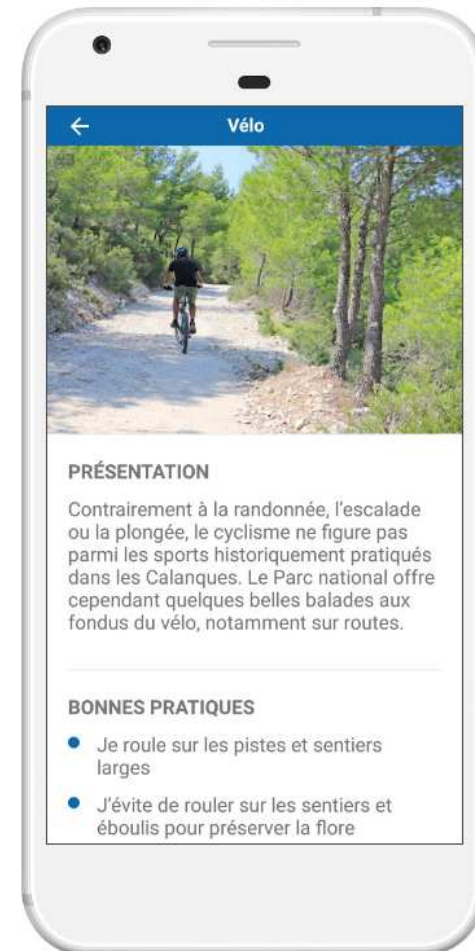 Vélo
PRÉSENTATION
Contrairement à la randonnée, l'escalade
ou la plongée, le cyclisme ne figure pas
parmi les sports historiquement pratiqués
dans les Calanques. Le Parc national offre
cependant quelques belles balades aux
fondus du vélo, notamment sur routes.
BONNES PRATIQUES
Je roule sur les pistes et sentiers
larges
J'évite de rouler sur les sentiers et
éboulis pour préserver la flore